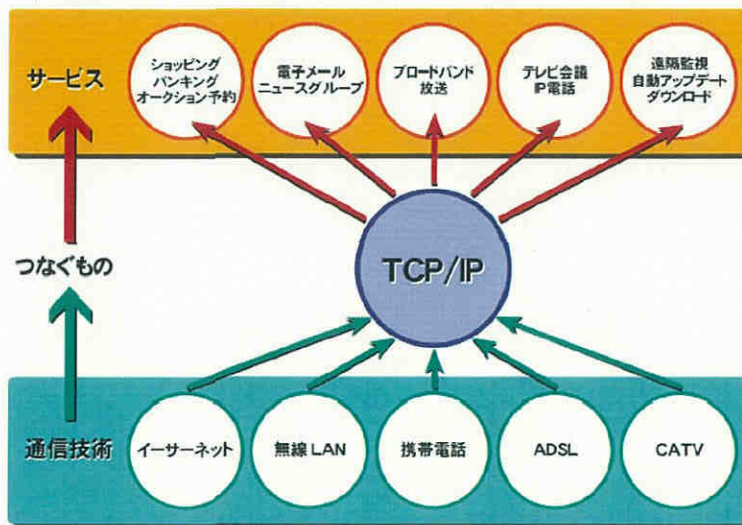 サービス
ショッピング
バンキング
オークション予約
電子メール
ニュースグループ
ブロードバンド
放送
テレビ会議
IP電話
遠隔監視
自動アップデート
ダウンロード
つなぐもの
TCP/IP
通信技術
イーサーネット
無線LAN
携帯電話
ADSL
CATV